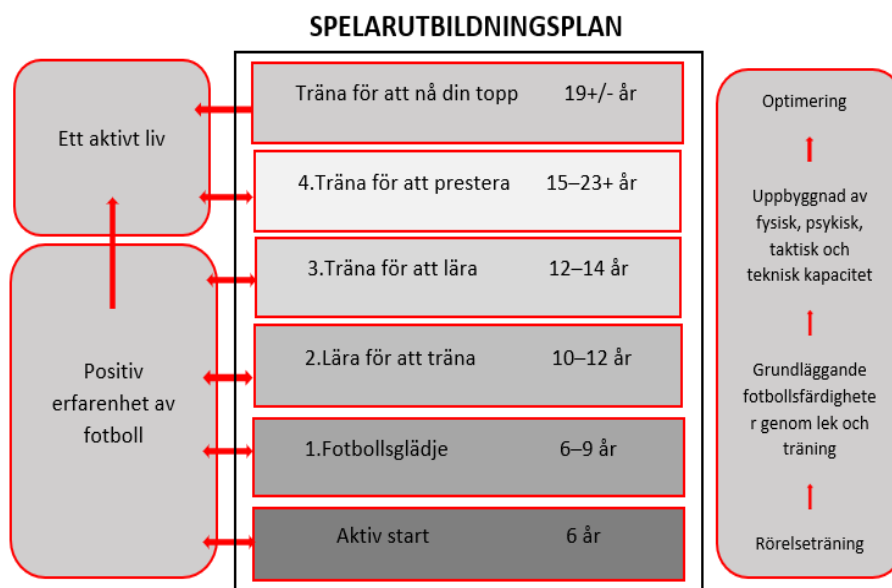 SPELARUTBILDNINGSPLAN
Ett aktivt liv
Positiv
erfarenhet av
fotboll
Träna för att nå din topp 19+/- år
4.Träna för att prestera 15–23+ år
3.Träna för att lära 12–14 år
2.Lära för att träna 10–12 år
1.Fotbollsglädje 6–9 år
Aktiv start 6 år
Optimering
Uppbyggnad av
fysisk, psykisk,
taktisk och
teknisk kapacitet
Grundläggande
fotbollsfärdighete
r genom lek och
träning
Rörelseträning